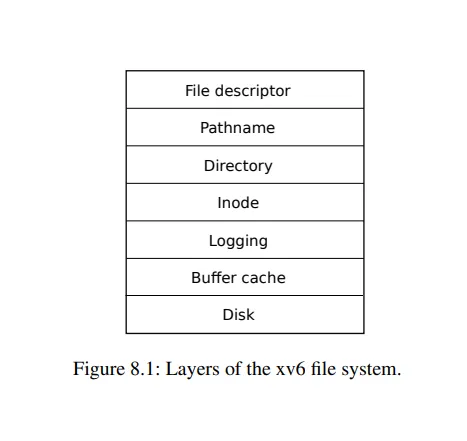 File descriptor
Pathname
Directory
Inode
Logging
Buffer cache
Disk
Figure 8.1: Layers of the xv6 file system.